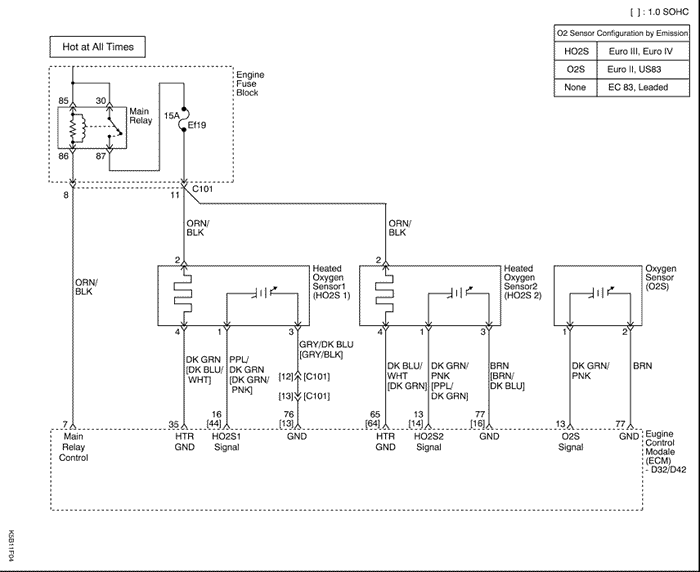 [ ] : 1.0 SOHC
O2 Sensor Configuration by Emission
HO2S Euro III, Euro IV
O2S Euro II, US83
None EC 83, Leaded
Hot at All Times
Engine
Fuse
Block
85 30
Main
Relay
15A
Ef19
86 87
8 11 C101
ORN/
BLK
ORN/
BLK
ORN/
BLK
2 2
Heated
Oxygen
Sensor1
(HO2S 1)
Heated
Oxygen
Sensor2
(HO2S 2)
Oxygen
Sensor
(O2S)
4 1 3 4 1 3 1 2
DK GRN
[DK BLU/
WHT]
PPL/
DK GRN
[DK GRN/
PNK]
GRY/DK BLU
[GRY/BLK]
[12] [C101]
[13] [C101]
DK BLU/
WHT
[DK GRN]
DK GRN/
PNK
[PPL/
DK GRN]
BRN
[BRN/
DK BLU]
DK GRN/
PNK
BRN
7 35 16 76 65 13 77 13 77
[44] [13] [64] [14] [16]
Main
Relay
Control
HTR
GND
HO2S1
Signal
GND
HTR
GND
HO2S2
Signal
GND
O2S
Signal
GND
Engine
Control
Module
(ECM)
- D32/D42
KSB11F04